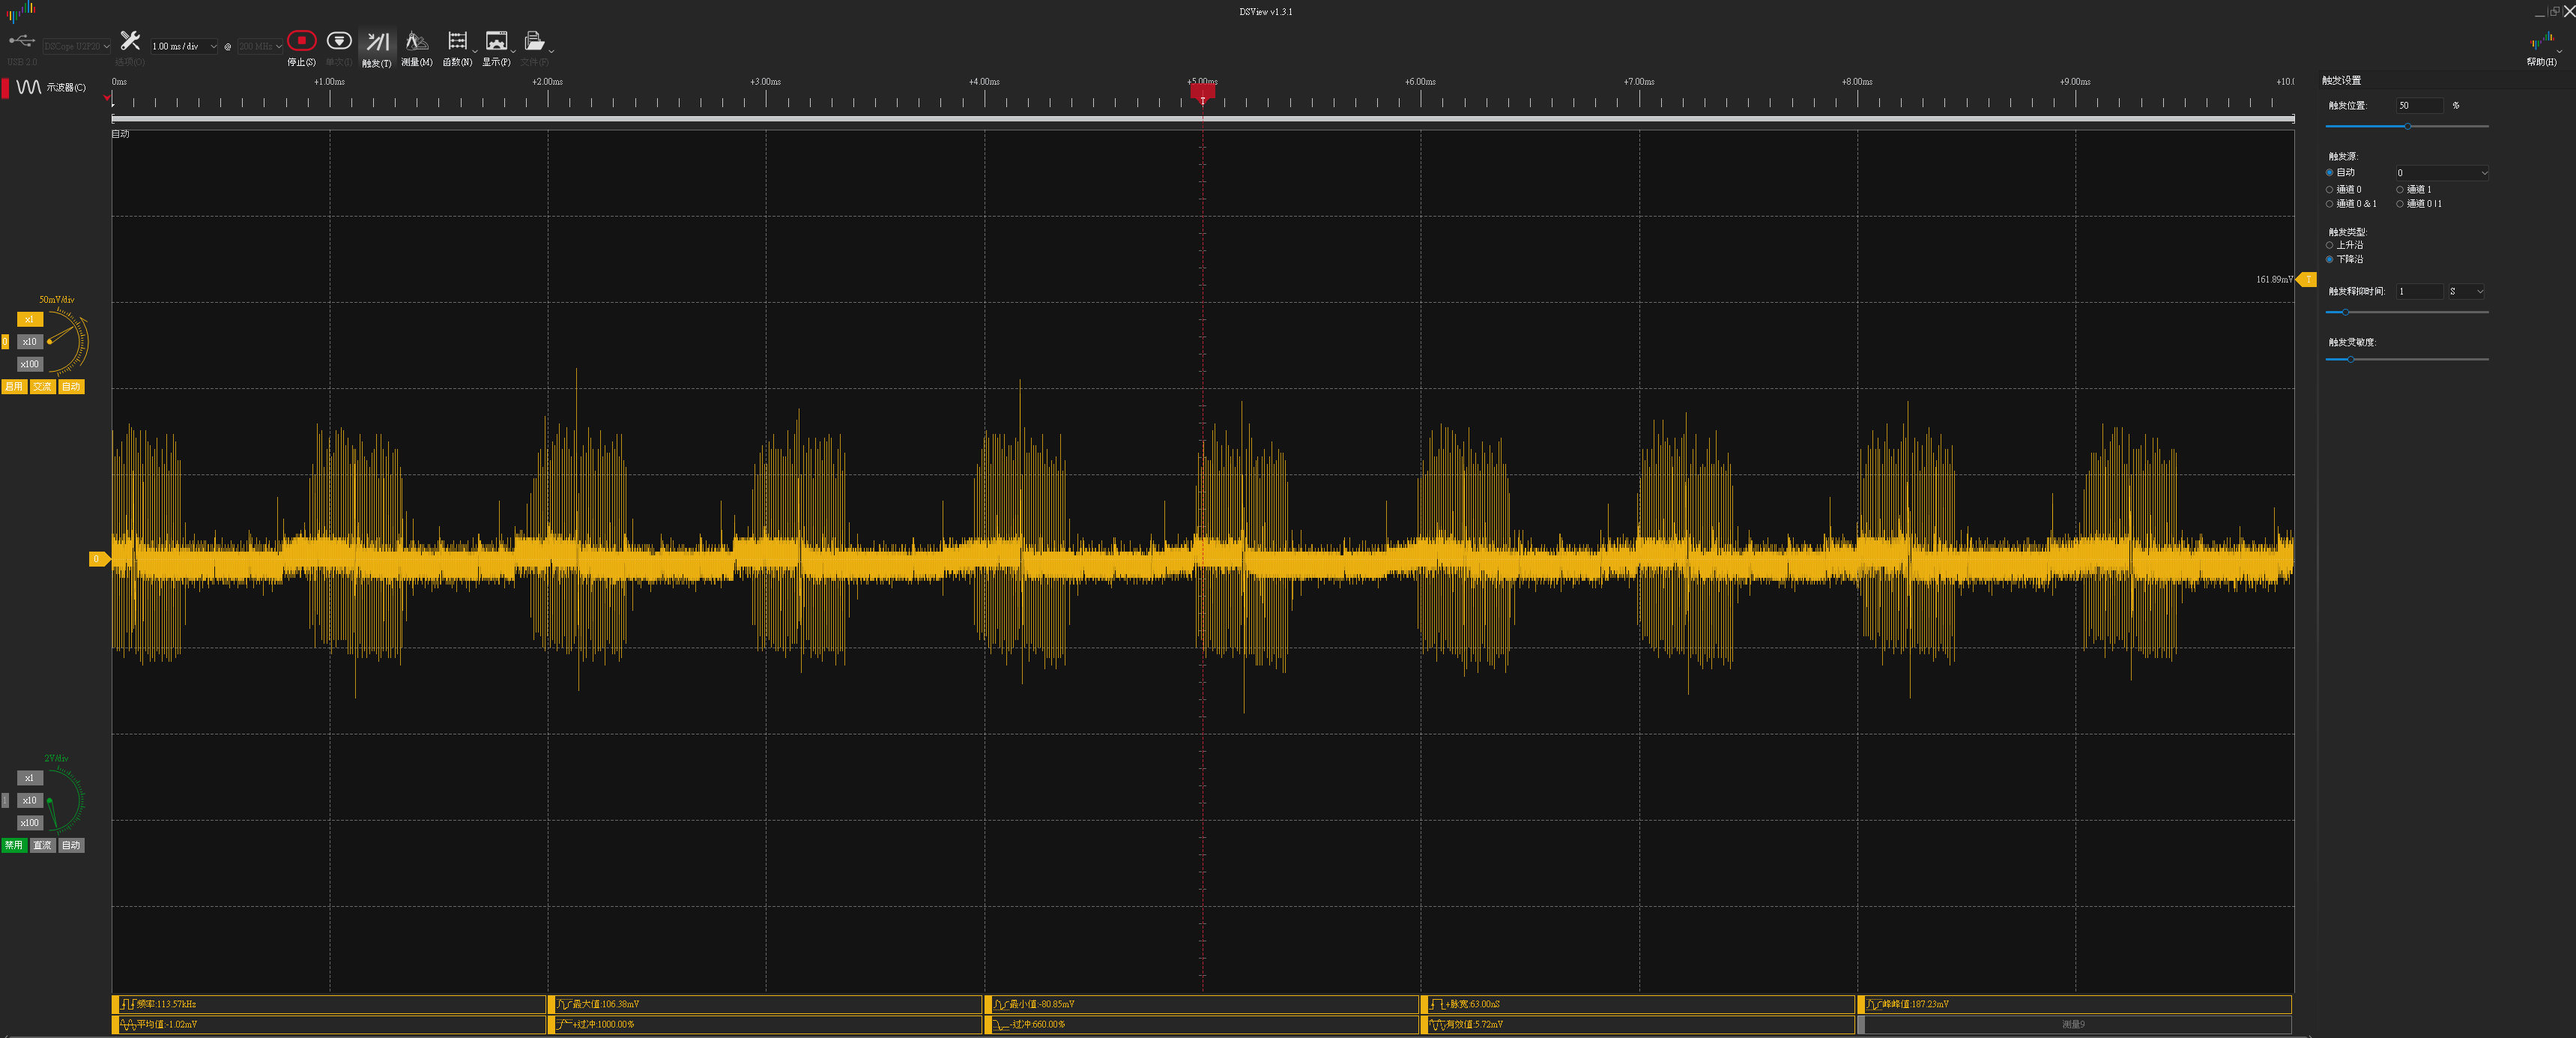 DSView v1.3.1
DSCope U2P20
1.00 ms / div
@
200 MHz
USB 2.0
选项(O)
停止(S)
单次(I)
触发(T)
测量(M)
函数(N)
显示(P)
文件(F)
帮助(H)
示波器(C)
0ms
+1.00ms
+2.00ms
+3.00ms
+4.00ms
+5.00ms
+6.00ms
+7.00ms
+8.00ms
+9.00ms
+10.
T
自动
161.89mV
T
50mV/div
x1
0
x10
x100
启用 交流 自动
0
2V/div
x1
1
x10
x100
禁用 直流 自动
频率:113.57kHz
最大值:106.38mV
最小值:-80.85mV
+脉宽:63.00nS
峰峰值:187.23mV
平均值:-1.02mV
+过冲:1000.00%
-过冲:660.00%
有效值:5.72mV
测量9
触发设置
触发位置: 50 %
触发源:
自动 0
通道 0 通道 1
通道 0 & 1 通道 0 | 1
触发类型:
上升沿
下降沿
触发释抑时间: 1 S
触发灵敏度: